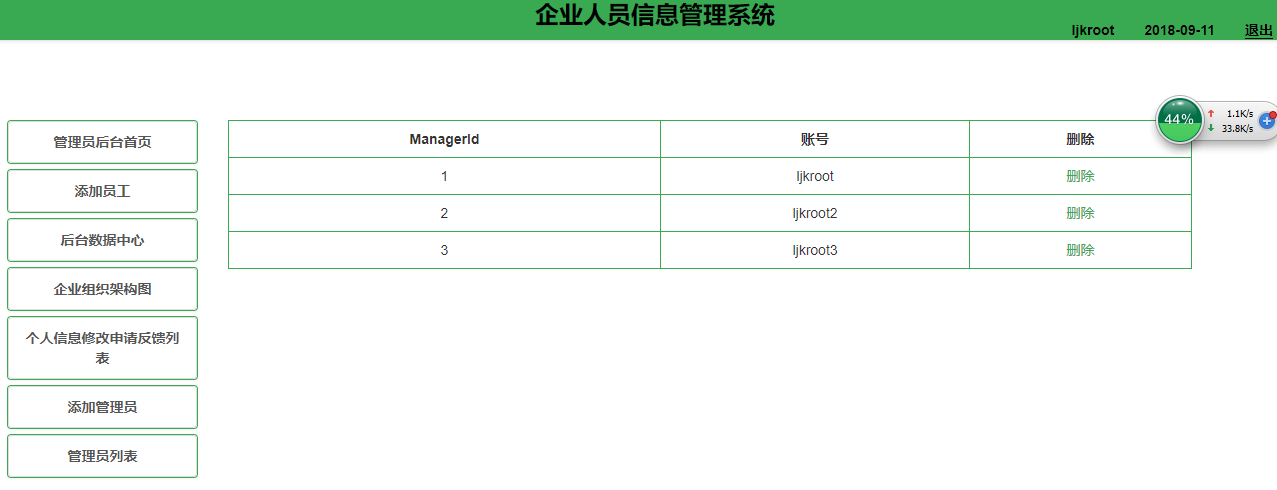 企业人员信息管理系统
ljkroot 2018-09-11 退出
44% 1.1K/s
33.8K/s
管理员后台首页
添加员工
后台数据中心
企业组织架构图
个人信息修改申请反馈列
表
添加管理员
管理员列表
ManagerId 账号 删除
1 ljkroot 删除
2 ljkroot2 删除
3 ljkroot3 删除